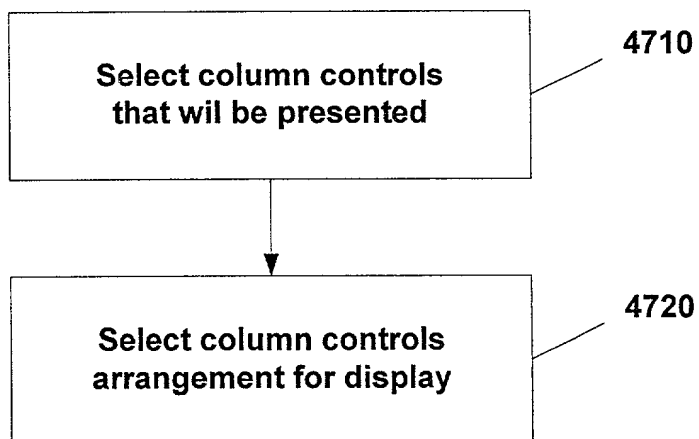 4710
Select column controls
that wil be presented
4720
Select column controls
arrangement for display